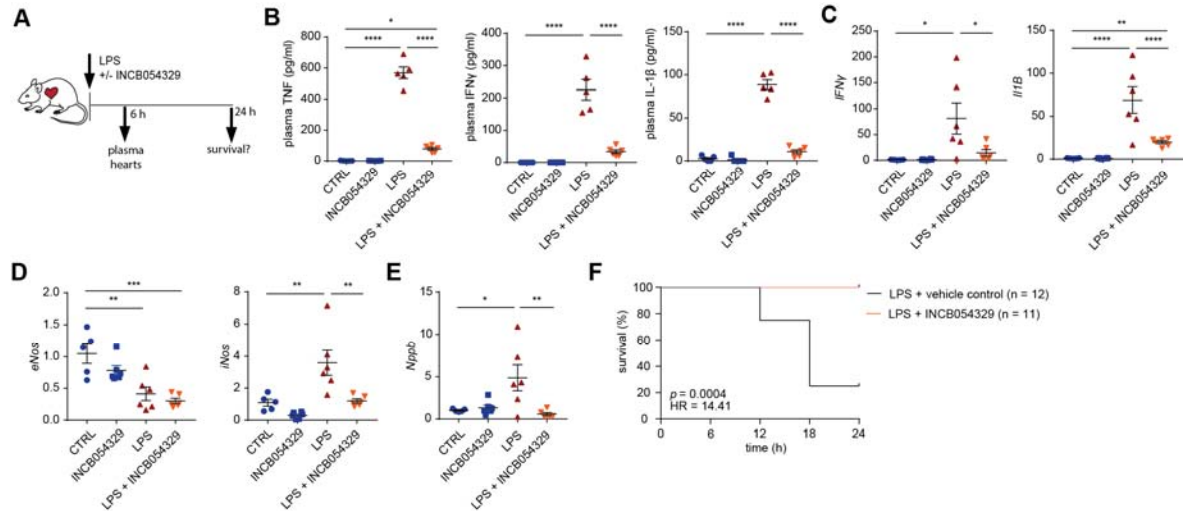 A
LPS
+/- INCB054329
6 h
24 h
plasma
hearts
survival?
B
plasma TNF (pg/ml)
800
600
400
200
0
*
****
****
CTRL
INCB054329
LPS
LPS + INCB054329
plasma IFNγ (pg/ml)
400
300
200
100
0
****
****
CTRL
INCB054329
LPS
LPS + INCB054329
plasma IL-1β (pg/ml)
150
100
50
0
****
****
CTRL
INCB054329
LPS
LPS + INCB054329
C
IFNγ
250
200
150
100
50
0
*
*
CTRL
INCB054329
LPS
LPS + INCB054329
Il1B
150
100
50
0
**
****
****
CTRL
INCB054329
LPS
LPS + INCB054329
D
eNos
2.0
1.5
1.0
0.5
0.0
***
**
CTRL
INCB054329
LPS
LPS + INCB054329
iNos
8
6
4
2
0
**
**
CTRL
INCB054329
LPS
LPS + INCB054329
E
Nppb
15
10
5
0
*
**
CTRL
INCB054329
LPS
LPS + INCB054329
F
survival (%)
100
80
60
40
20
0
p = 0.0004
HR = 14.41
0
6
12
18
24
time (h)
LPS + vehicle control (n = 12)
LPS + INCB054329 (n = 11)